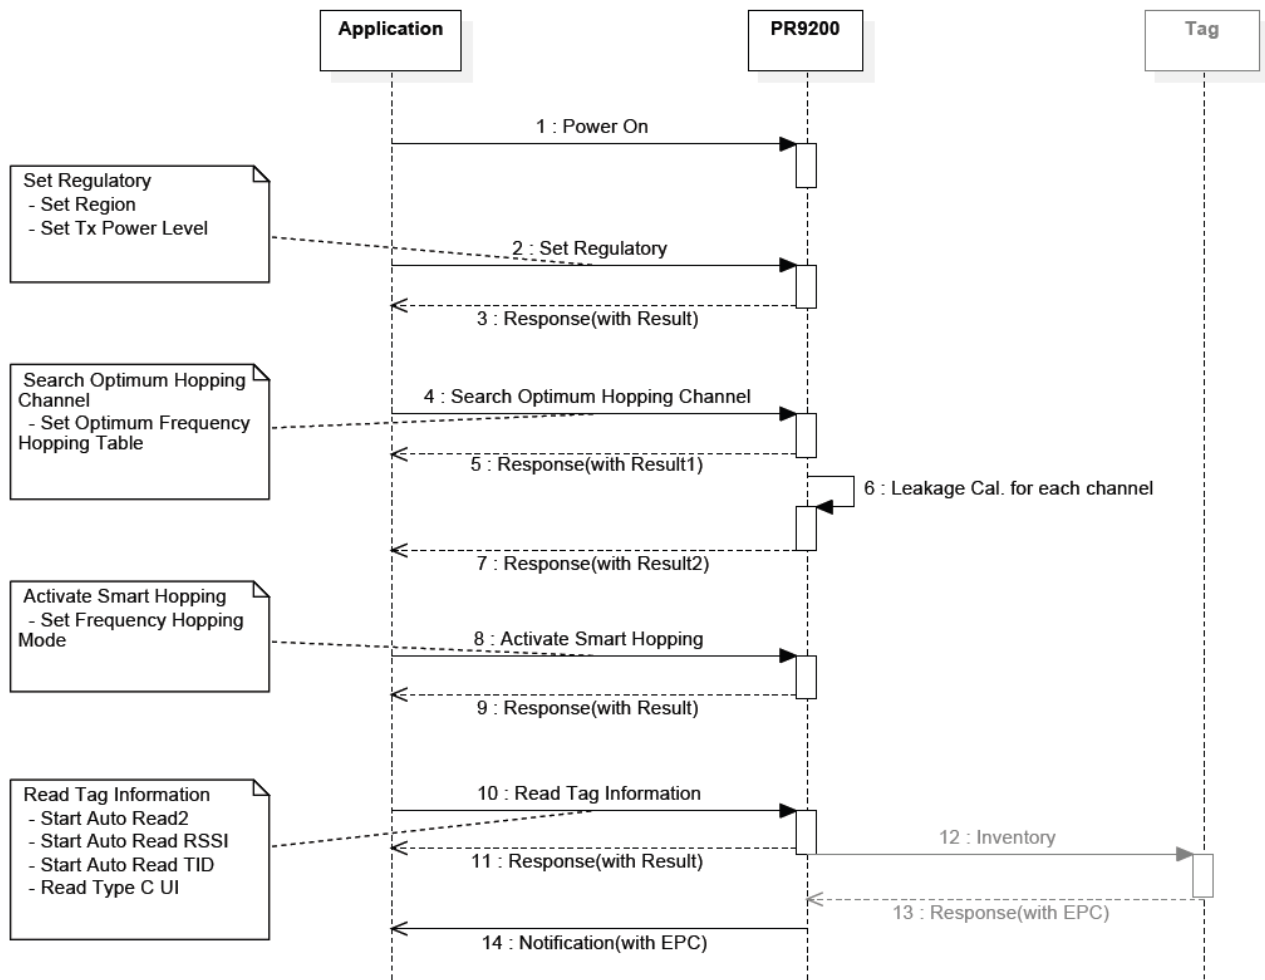 Application
PR9200
Tag
1 : Power On
Set Regulatory
- Set Region
- Set Tx Power Level
2 : Set Regulatory
3 : Response(with Result)
Search Optimum Hopping
Channel
- Set Optimum Frequency
Hopping Table
4 : Search Optimum Hopping Channel
5 : Response(with Result1)
6 : Leakage Cal. for each channel
7 : Response(with Result2)
Activate Smart Hopping
- Set Frequency Hopping
Mode
8 : Activate Smart Hopping
9 : Response(with Result)
Read Tag Information
- Start Auto Read2
- Start Auto Read RSSI
- Start Auto Read TID
- Read Type C UI
10 : Read Tag Information
11 : Response(with Result)
12 : Inventory
13 : Response(with EPC)
14 : Notification(with EPC)